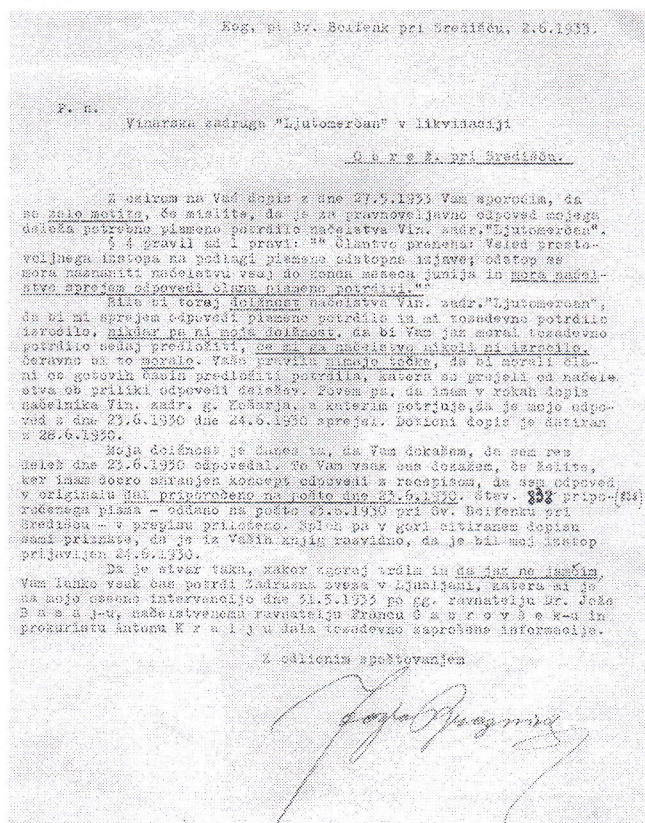 Kog, p. Sv. Bolfenk pri Središču, 2.6.1933.
P. n.
Vinarska zadruga "Ljutomerčan" v likvidaciji
O b r e ž. pri Središču.
Z ozirom na Vaš dopis z dne 27.5.1933 Vam sporočim, da
se zelo motite, če mislite, da je za pravnoveljavno odpoved mojega
deleža potrebno pismeno potrdilo načelstva Vin. zadr."Ljutomerčan".
§ 4 pravil ad 1 pravi: "" Članstvo preneha: Vsled prosto-
voljnega izstopa na podlagi pismene odstopne izjave; odstop se
mora naznaniti načelstvu vsaj do konca meseca junija in mora načel-
stvo sprejem odpovedi članu pismeno potrditi.""
Bila bi torej dolžnost načelstva Vin. zadr."Ljutomerčan",
da bi mi sprejem odpovedi pismeno potrdilo in mi tozadevno potrdilo
izročilo, nikdar pa ni moja dolžnost, da bi Vam jaz moral tozadevno
potrdilo sedaj predložiti, če mi ga načelstvo nikoli ni izročilo,
čeravno bi to moralo. Vaša pravila nimajo točke, da bi morali čla-
ni ob gotovih časih predložiti potrdila, katera so prejeli od načele
stva ob priliki odpovedi deležev. Povem pa, da imam v rokah dopis
načelnika Vin. zadr. g. Košarja, s katerim potrjuje,da je mojo odpo-
ved z dne 23.6.1930 dne 24.6.1930 sprejel. Dotični dopis je datiran
z 28.6.1930.
Moja dolžnost je danes ta, da Vam dokažem, da sem res
delež dne 23.6.1930 odpovedal. To Vam vsak čas dokažem, če želite,
ker imam dobro shranjen koncept odpovedi z recepisom, da sem odpoved
v originalu dal priporočeno na pošto dne 23.6.1930. Štev. 838 pripo-(838)
ročenega pisma - oddano na pošto 23.6.1930 pri Sv. Bolfenku pri
Središču - v prepisu priloženo. Sploh pa v gori citiranem dopisu
sami priznate, da je iz Vaših knjig razvidno, da je bil moj izstop
prijavljen 24.6.1930.
Da je stvar taka, kakor zgoraj trdim in da jaz ne jamčim,
Vam lahko vsak čas potrdi Zadružna zveza v Ljubljani, katera mi je
na mojo osebno intervencijo dne 31.5.1933 po gg. ravnatelju Dr. Jože
B a s a j-u, načelstvenemu ravnatelju Francu G a b r o v š e k-u in
prokuristu Antonu K r a l j u dala tozadevno zaprošene informacije.
Z odličnim spoštovanjem